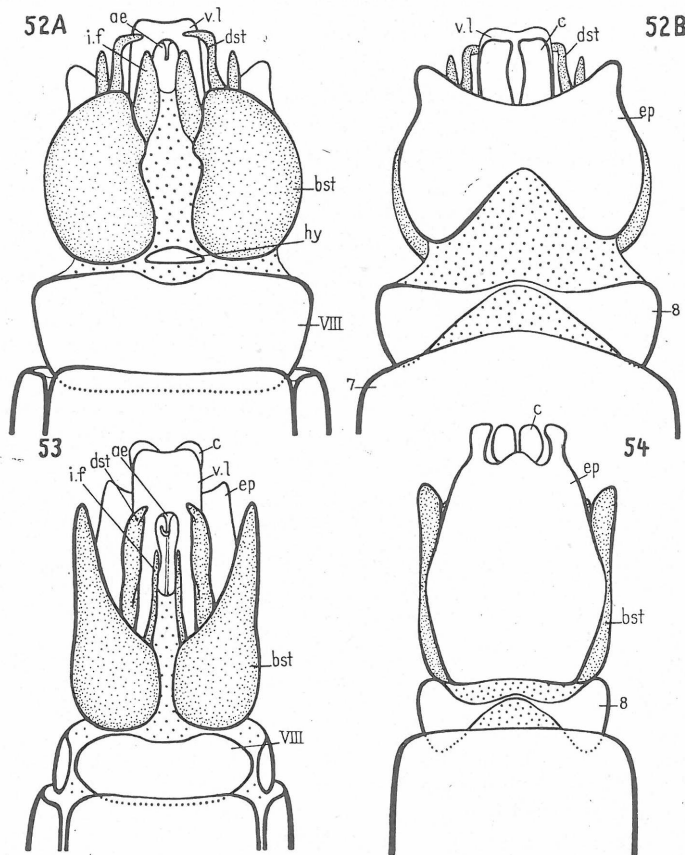 52A
ae
v.l
dst
i.f
bst
hy
VIII
52B
v.l
c
dst
ep
8
7
53
ae
c
v.l
dst
ep
i.f
bst
VIII
54
c
ep
bst
8